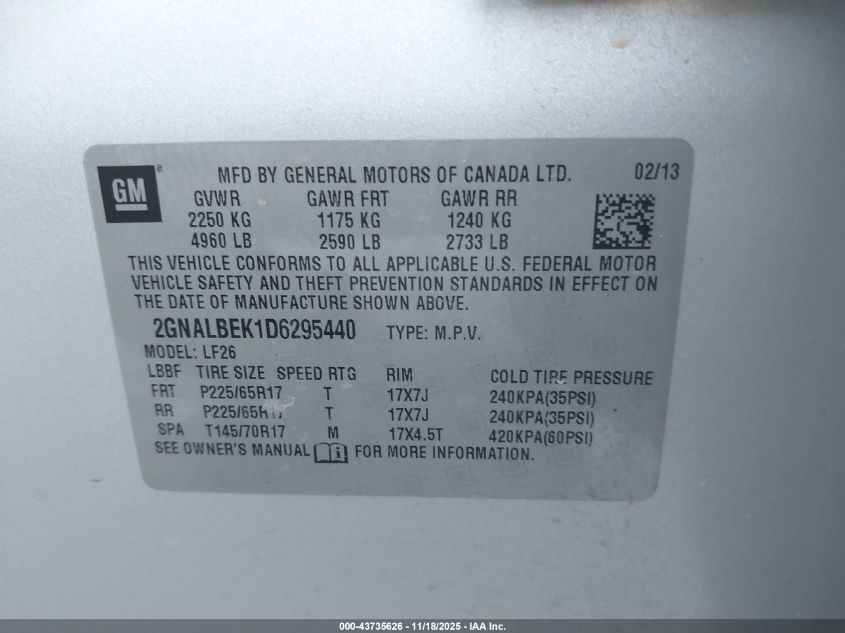 GM
MFD BY GENERAL MOTORS OF CANADA LTD. 02/13
GVWR GAWR FRT GAWR RR
2250 KG 1175 KG 1240 KG
4960 LB 2590 LB 2733 LB
THIS VEHICLE CONFORMS TO ALL APPLICABLE U.S. FEDERAL MOTOR
VEHICLE SAFETY AND THEFT PREVENTION STANDARDS IN EFFECT ON
THE DATE OF MANUFACTURE SHOWN ABOVE.
2GNALBEK1D6295440 TYPE: M.P.V.
MODEL: LF26
LBBF TIRE SIZE SPEED RTG RIM COLD TIRE PRESSURE
FRT P225/65R17 T 17X7J 240KPA(35PSI)
RR P225/65R17 T 17X7J 240KPA(35PSI)
SPA T145/70R17 M 17X4.5T 420KPA(60PSI)
SEE OWNER'S MANUAL FOR MORE INFORMATION.
000-43735626 - 11/18/2025 - IAA Inc.